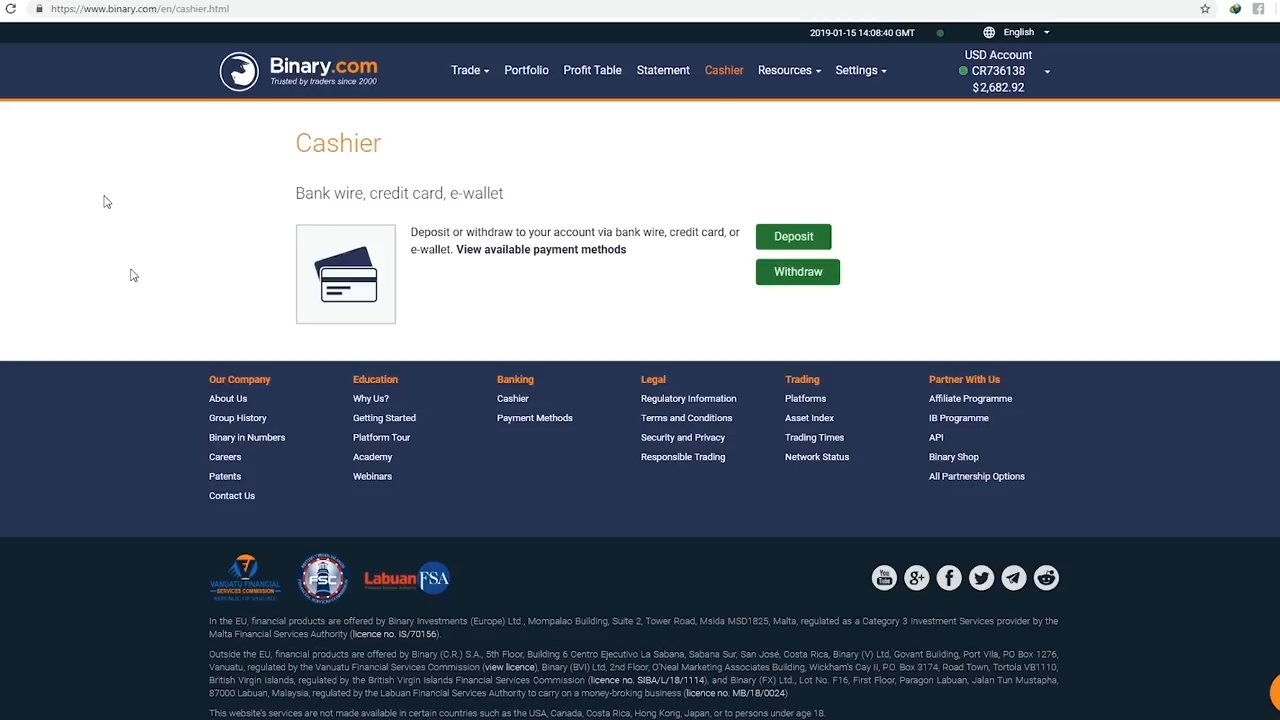 https://www.binary.com/en/cashier.html
2019-01-15 14:08:40 GMT
English
Binary.com
Trusted by traders since 2000
Trade
Portfolio
Profit Table
Statement
Cashier
Resources
Settings
USD Account
CR736138
$2,682.92
Cashier
Bank wire, credit card, e-wallet
Deposit or withdraw to your account via bank wire, credit card, or
e-wallet. View available payment methods
Deposit
Withdraw
Our Company
About Us
Group History
Binary in Numbers
Careers
Patents
Contact Us
Education
Why Us?
Getting Started
Platform Tour
Academy
Webinars
Banking
Cashier
Payment Methods
Legal
Regulatory Information
Terms and Conditions
Security and Privacy
Responsible Trading
Trading
Platforms
Asset Index
Trading Times
Network Status
Partner With Us
Affiliate Programme
IB Programme
API
Binary Shop
All Partnership Options
VANUATU FINANCIAL
SERVICES COMMISSION
FSC
Labuan FSA
You
Tube
g+
In the EU, financial products are offered by Binary Investments (Europe) Ltd., Mompalao Building, Suite 2, Tower Road, Msida MSD1825, Malta, regulated as a Category 3 Investment Services provider by the
Malta Financial Services Authority (licence no. IS/70156).
Outside the EU, financial products are offered by Binary (C.R.) S.A., 5th Floor, Building 6 Centro Ejecutivo La Sabana, Sabana Sur, San José, Costa Rica, Binary (V) Ltd, Govant Building, Port Vila, PO Box 1276,
Vanuatu, regulated by the Vanuatu Financial Services Commission (view licence), Binary (BVI) Ltd, 2nd Floor, O'Neal Marketing Associates Building, Wickham's Cay II, P.O. Box 3174, Road Town, Tortola VB1110,
British Virgin Islands, regulated by the British Virgin Islands Financial Services Commission (licence no. SIBA/L/18/1114), and Binary (FX) Ltd., Lot No. F16, First Floor, Paragon Labuan, Jalan Tun Mustapha,
87000 Labuan, Malaysia, regulated by the Labuan Financial Services Authority to carry on a money-broking business (licence no. MB/18/0024)
This website's services are not made available in certain countries such as the USA, Canada, Costa Rica, Hong Kong, Japan, or to persons under age 18.